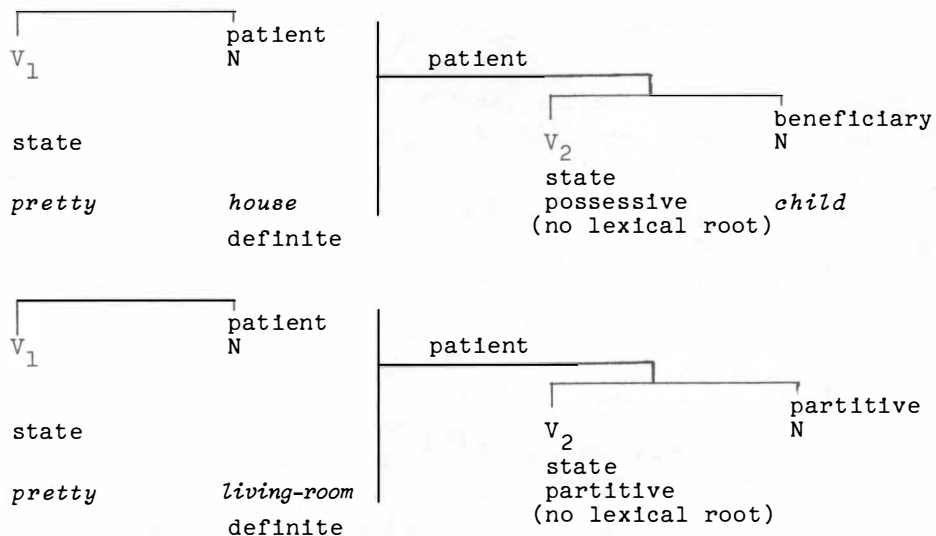 patient
V1 N
patient
beneficiary
V2 N
state
state
possessive
pretty house child
(no lexical root)
definite
patient
V1 N
patient
partitive
V2 N
state
state
partitive
pretty living-room
(no lexical root)
definite